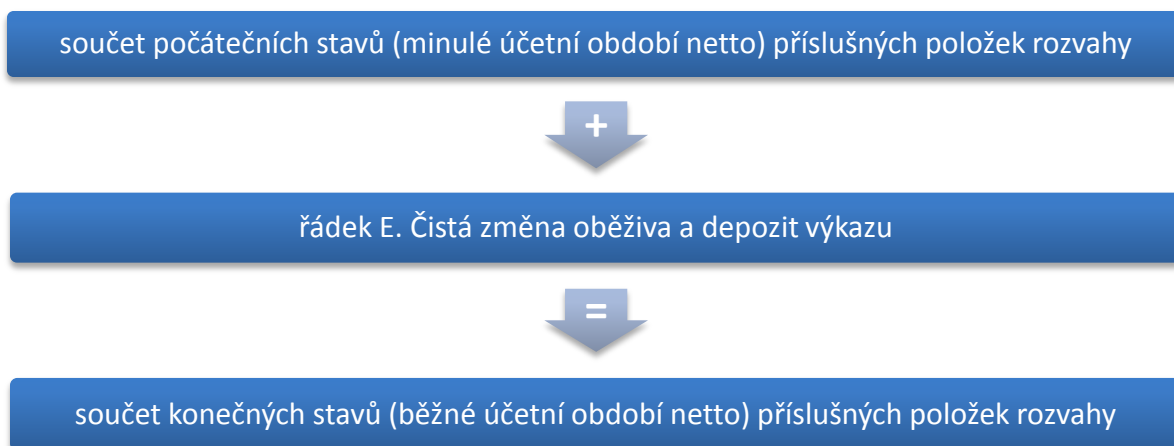 součet počátečních stavů (minulé účetní období netto) příslušných položek rozvahy
+
řádek E. Čistá změna oběživa a depozit výkazu
=
součet konečných stavů (běžné účetní období netto) příslušných položek rozvahy